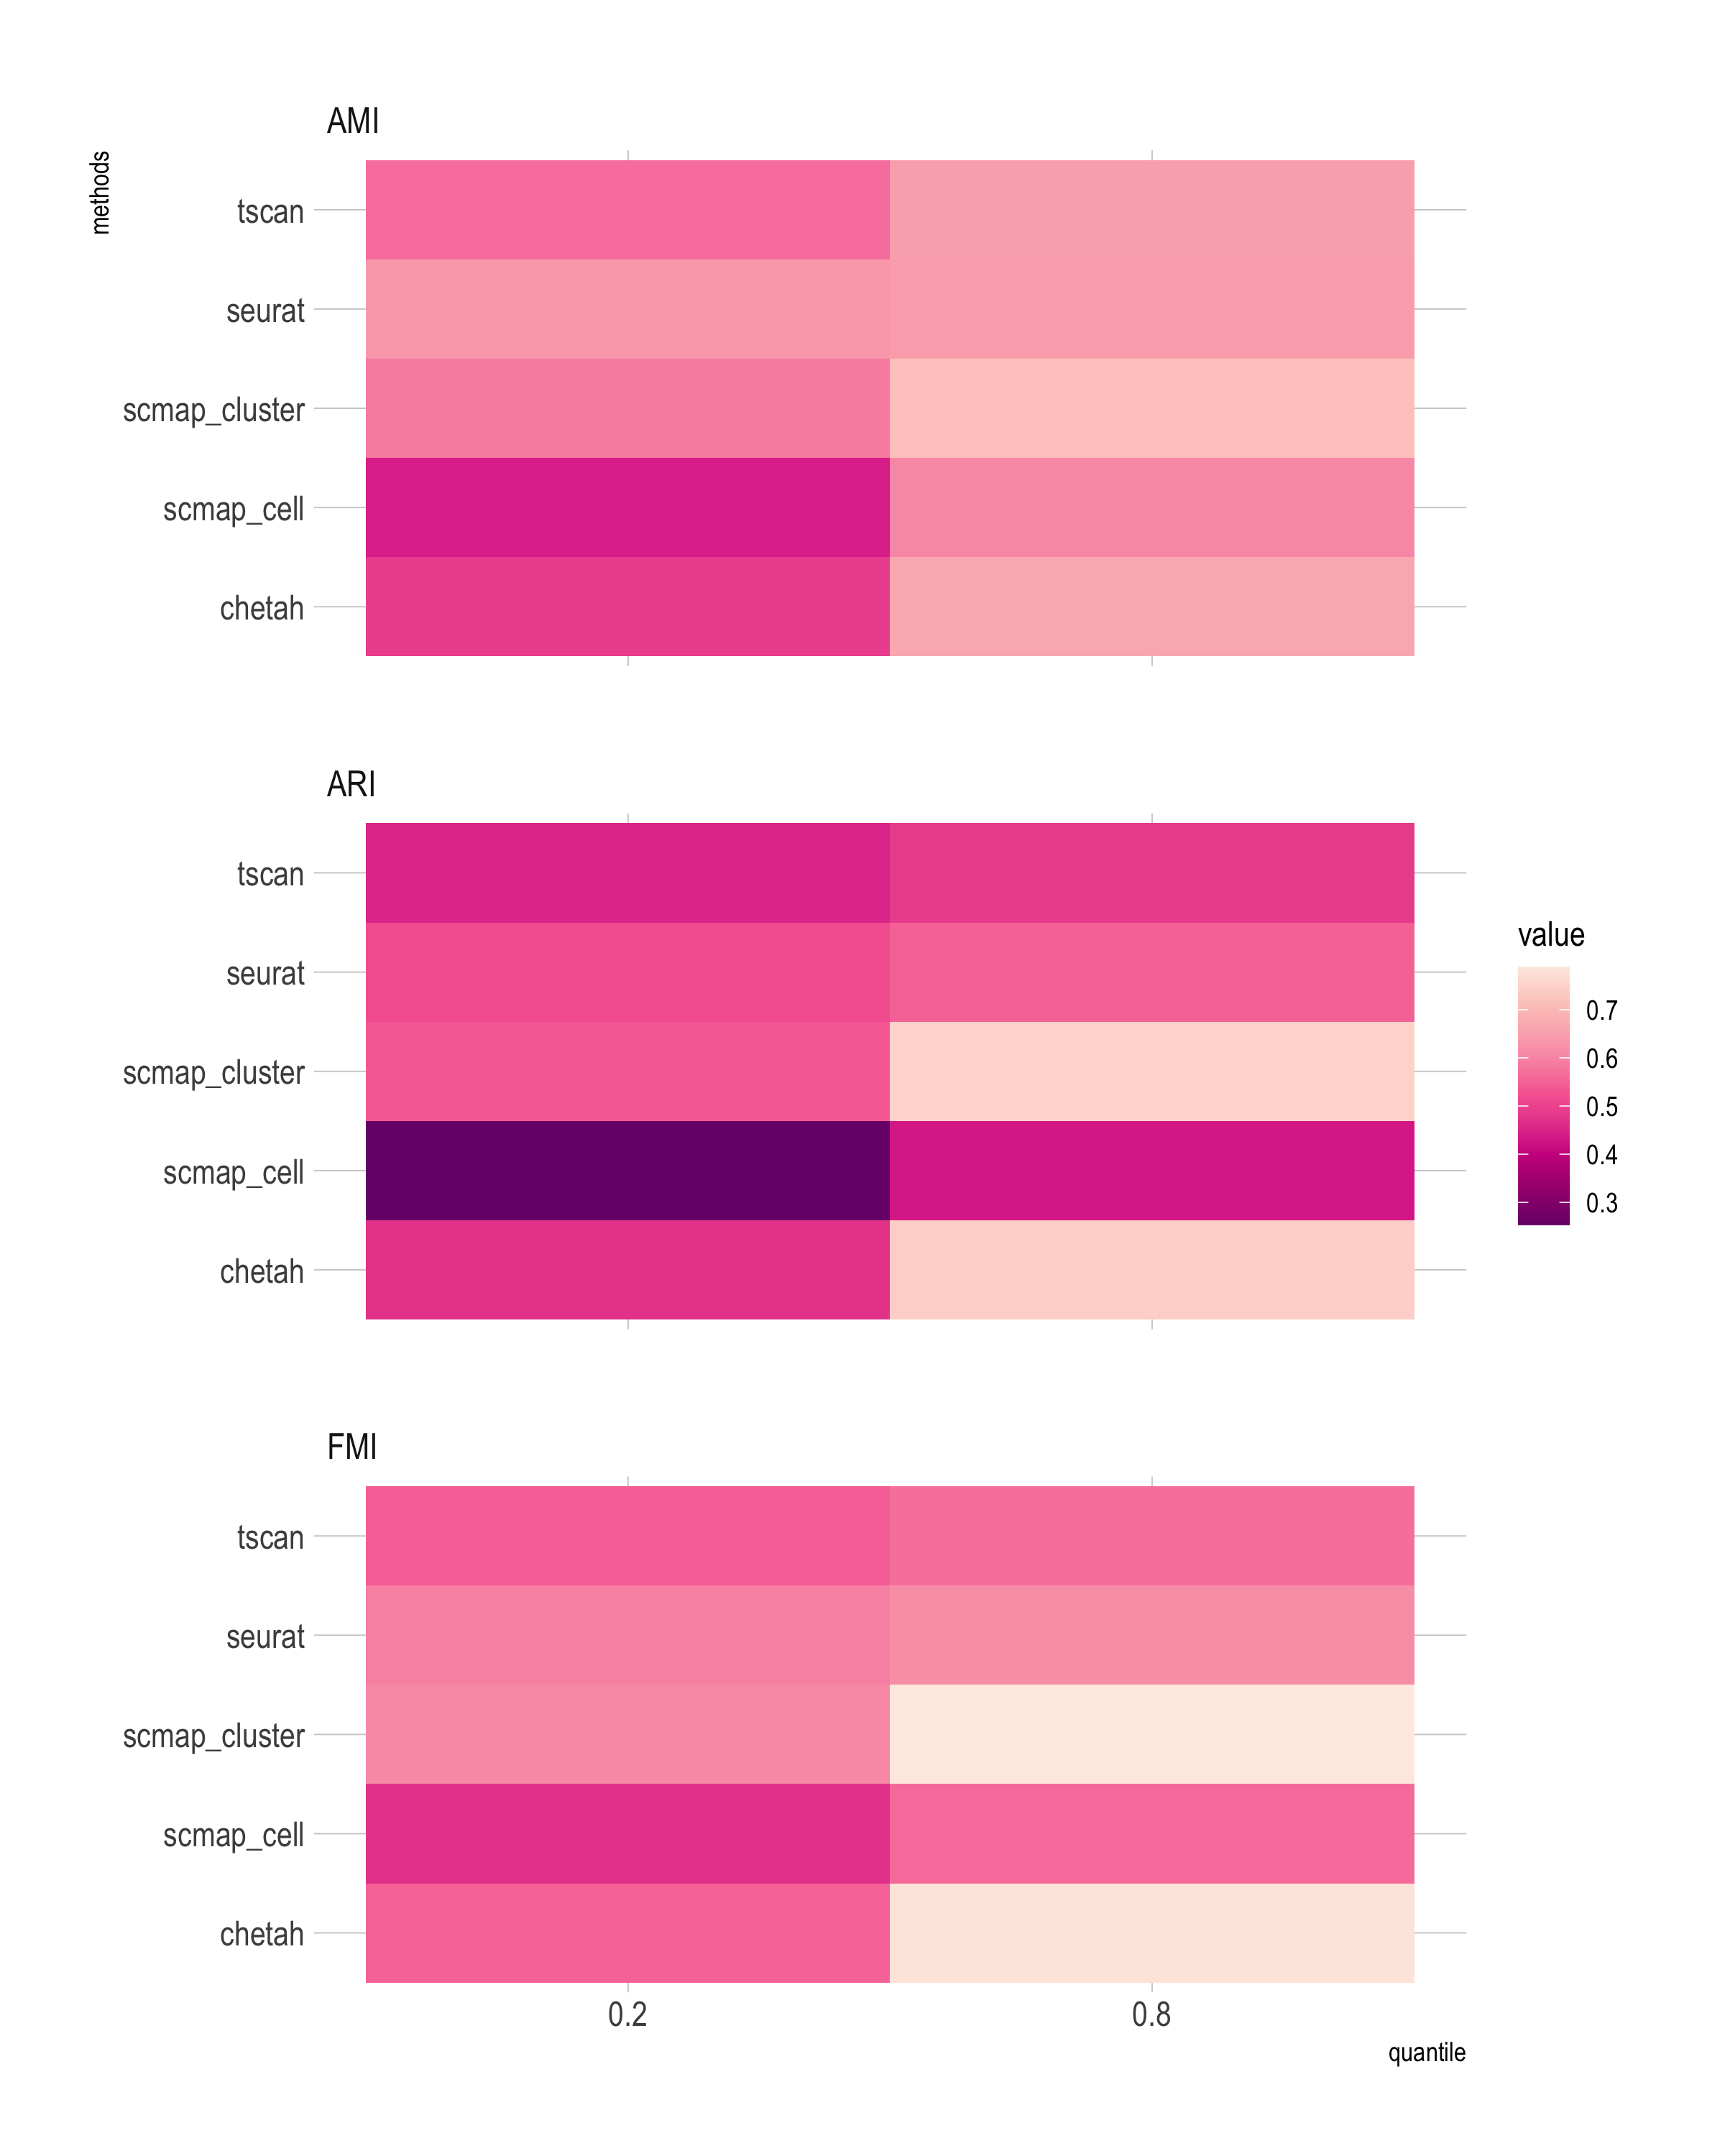 methods
AMI
tscan
seurat
scmap_cluster
scmap_cell
chetah
ARI
tscan
seurat
scmap_cluster
scmap_cell
chetah
value
0.7
0.6
0.5
0.4
0.3
FMI
tscan
seurat
scmap_cluster
scmap_cell
chetah
0.2 0.8
quantile